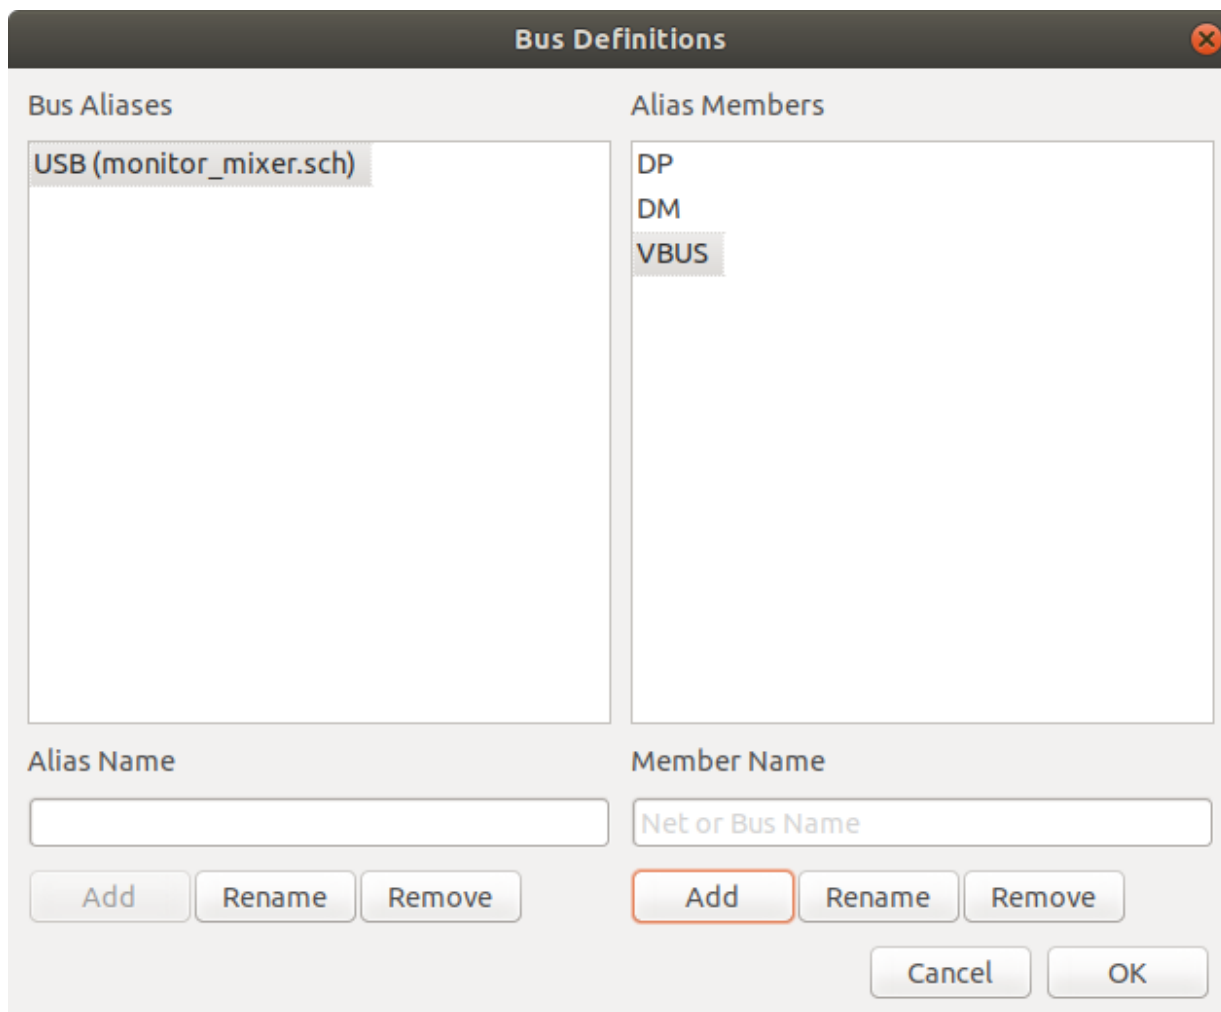 Bus Definitions
Bus Aliases
Alias Members
USB (monitor_mixer.sch)
DP
DM
VBUS
Alias Name
Member Name
Net or Bus Name
Add Rename Remove
Add Rename Remove
Cancel OK